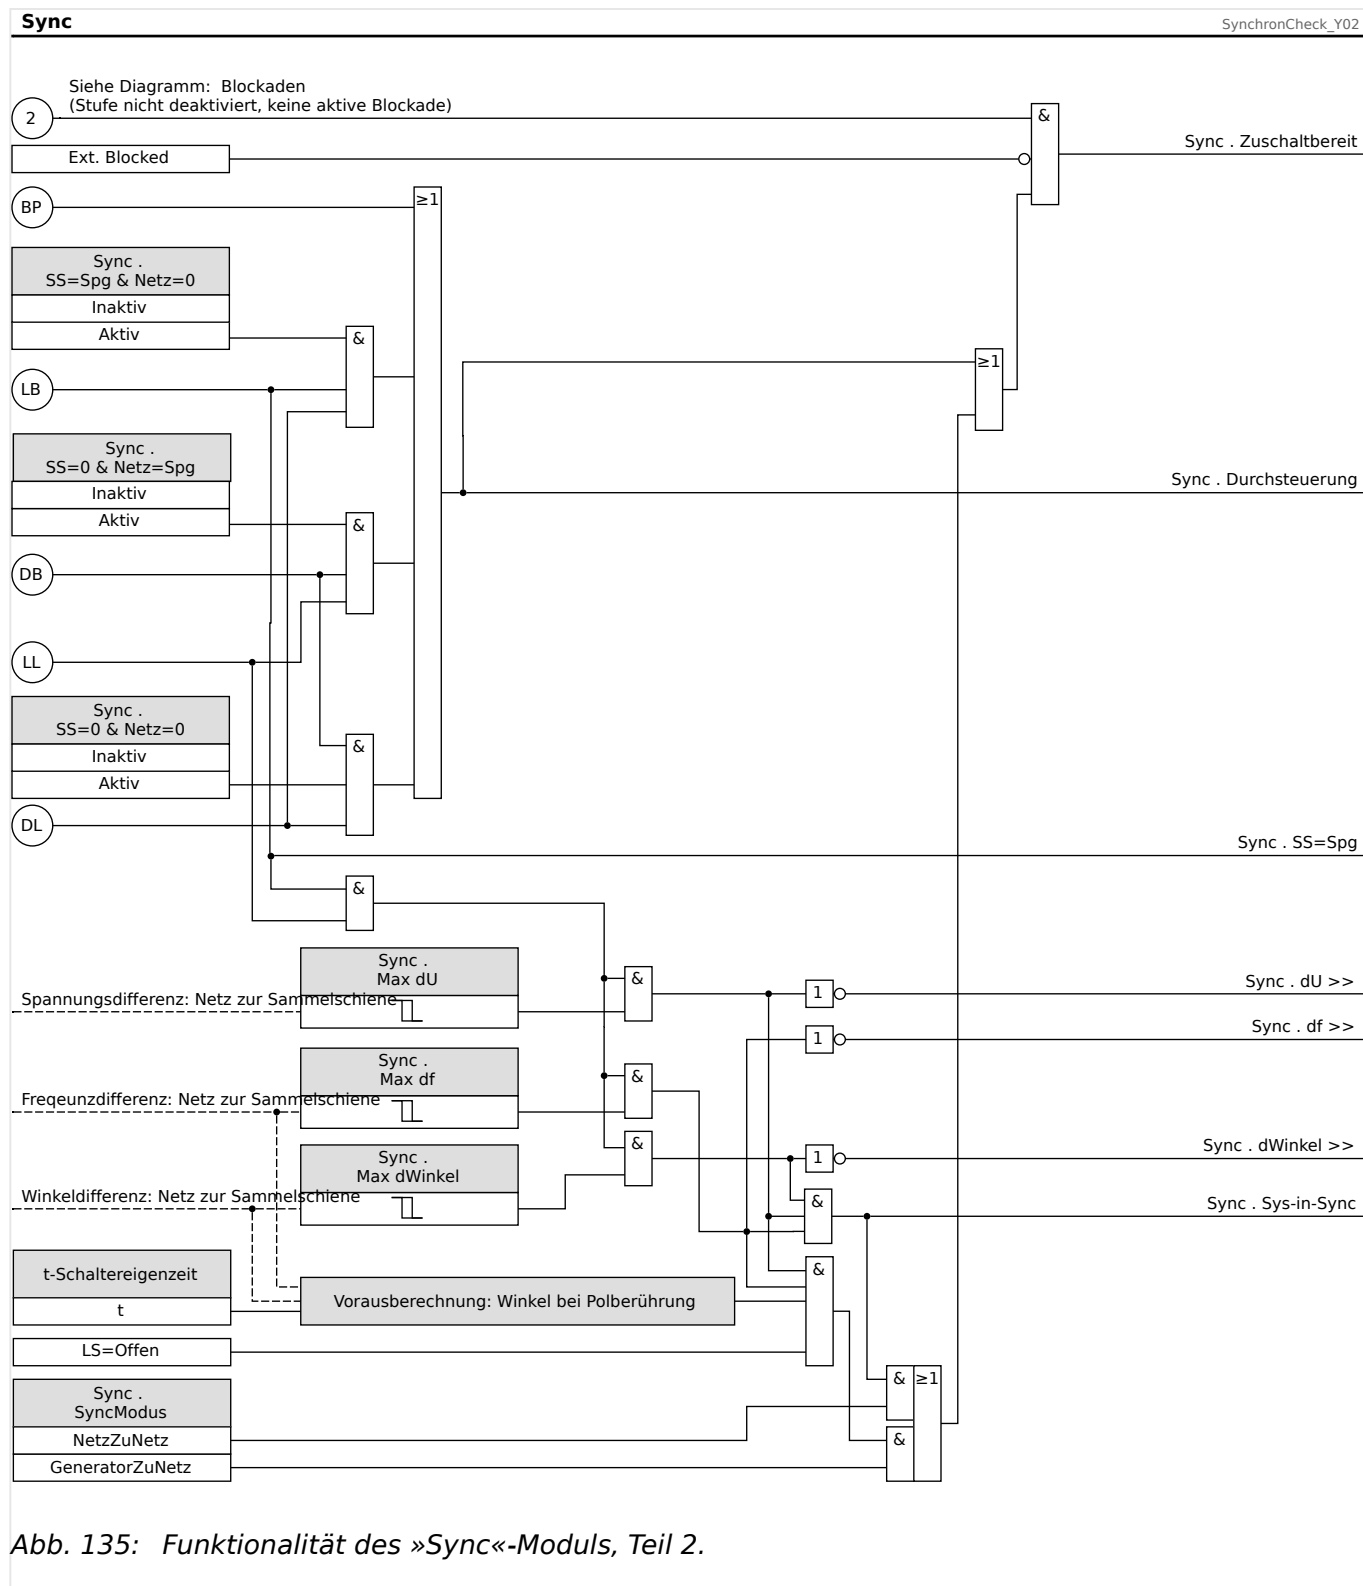 Sync
SynchronCheck_Y02
Siehe Diagramm: Blockaden
(Stufe nicht deaktiviert, keine aktive Blockade)
2
&
Sync . Zuschaltbereit
Ext. Blocked
BP
≥1
Sync .
SS=Spg & Netz=0
Inaktiv
Aktiv
&
≥1
LB
Sync .
SS=0 & Netz=Spg
Inaktiv
Aktiv
&
Sync . Durchsteuerung
DB
LL
Sync .
SS=0 & Netz=0
Inaktiv
Aktiv
&
DL
Sync . SS=Spg
&
Sync .
Max dU
&
Spannungsdifferenz: Netz zur Sammelschiene
1
Sync . dU >>
1
Sync . df >>
Sync .
Max df
&
Freqeunzdifferenz: Netz zur Sammelschiene
Sync .
Max dWinkel
&
1
Sync . dWinkel >>
Winkeldifferenz: Netz zur Sammelschiene
&
Sync . Sys-in-Sync
t-Schaltereigenzeit
t
&
Vorausberechnung: Winkel bei Polberührung
LS=Offen
Sync .
SyncModus
NetzZuNetz
GeneratorZuNetz
&
≥1
&
Abb. 135: Funktionalität des »Sync«-Moduls, Teil 2.